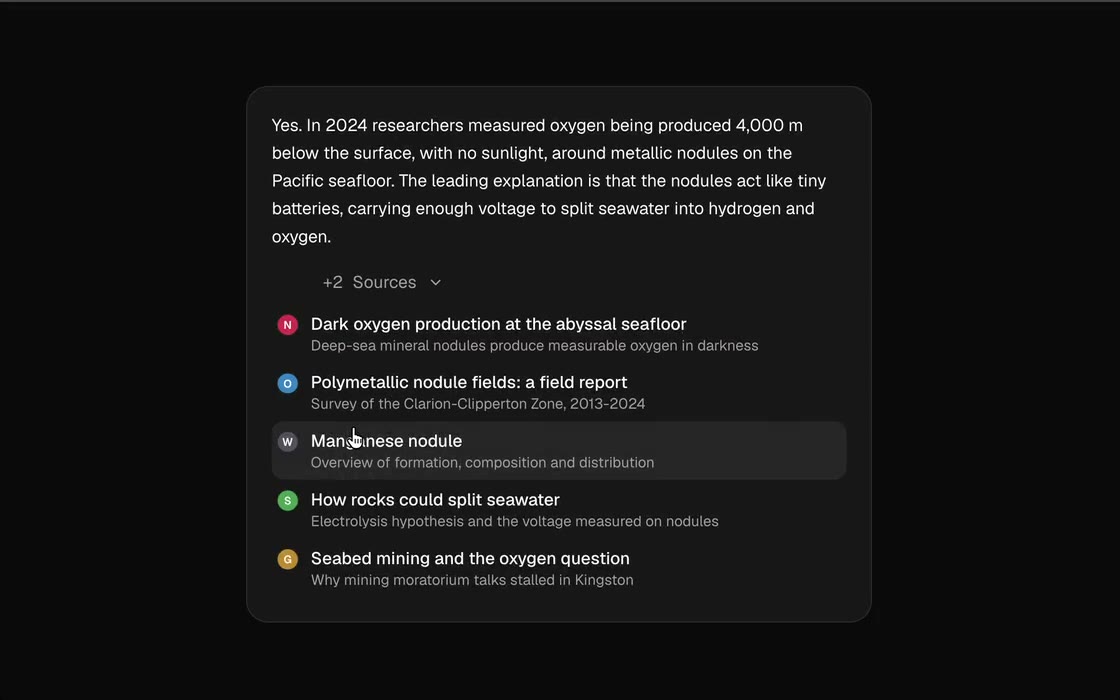 Yes. In 2024 researchers measured oxygen being produced 4,000 m
below the surface, with no sunlight, around metallic nodules on the
Pacific seafloor. The leading explanation is that the nodules act like tiny
batteries, carrying enough voltage to split seawater into hydrogen and
oxygen.
+2 Sources
N Dark oxygen production at the abyssal seafloor
Deep-sea mineral nodules produce measurable oxygen in darkness
O Polymetallic nodule fields: a field report
Survey of the Clarion-Clipperton Zone, 2013-2024
W Manganese nodule
Overview of formation, composition and distribution
S How rocks could split seawater
Electrolysis hypothesis and the voltage measured on nodules
G Seabed mining and the oxygen question
Why mining moratorium talks stalled in Kingston